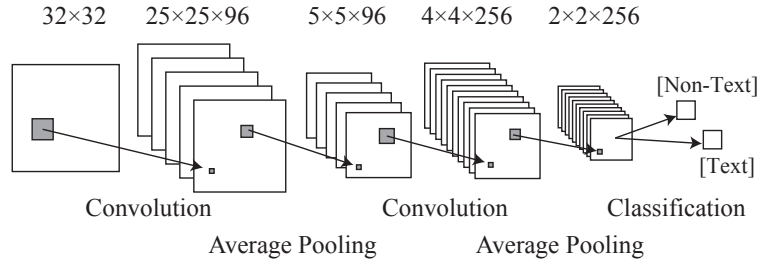 32×32 25×25×96 5×5×96 4×4×256 2×2×256
[Non-Text]
[Text]
Convolution Convolution Classification
Average Pooling Average Pooling